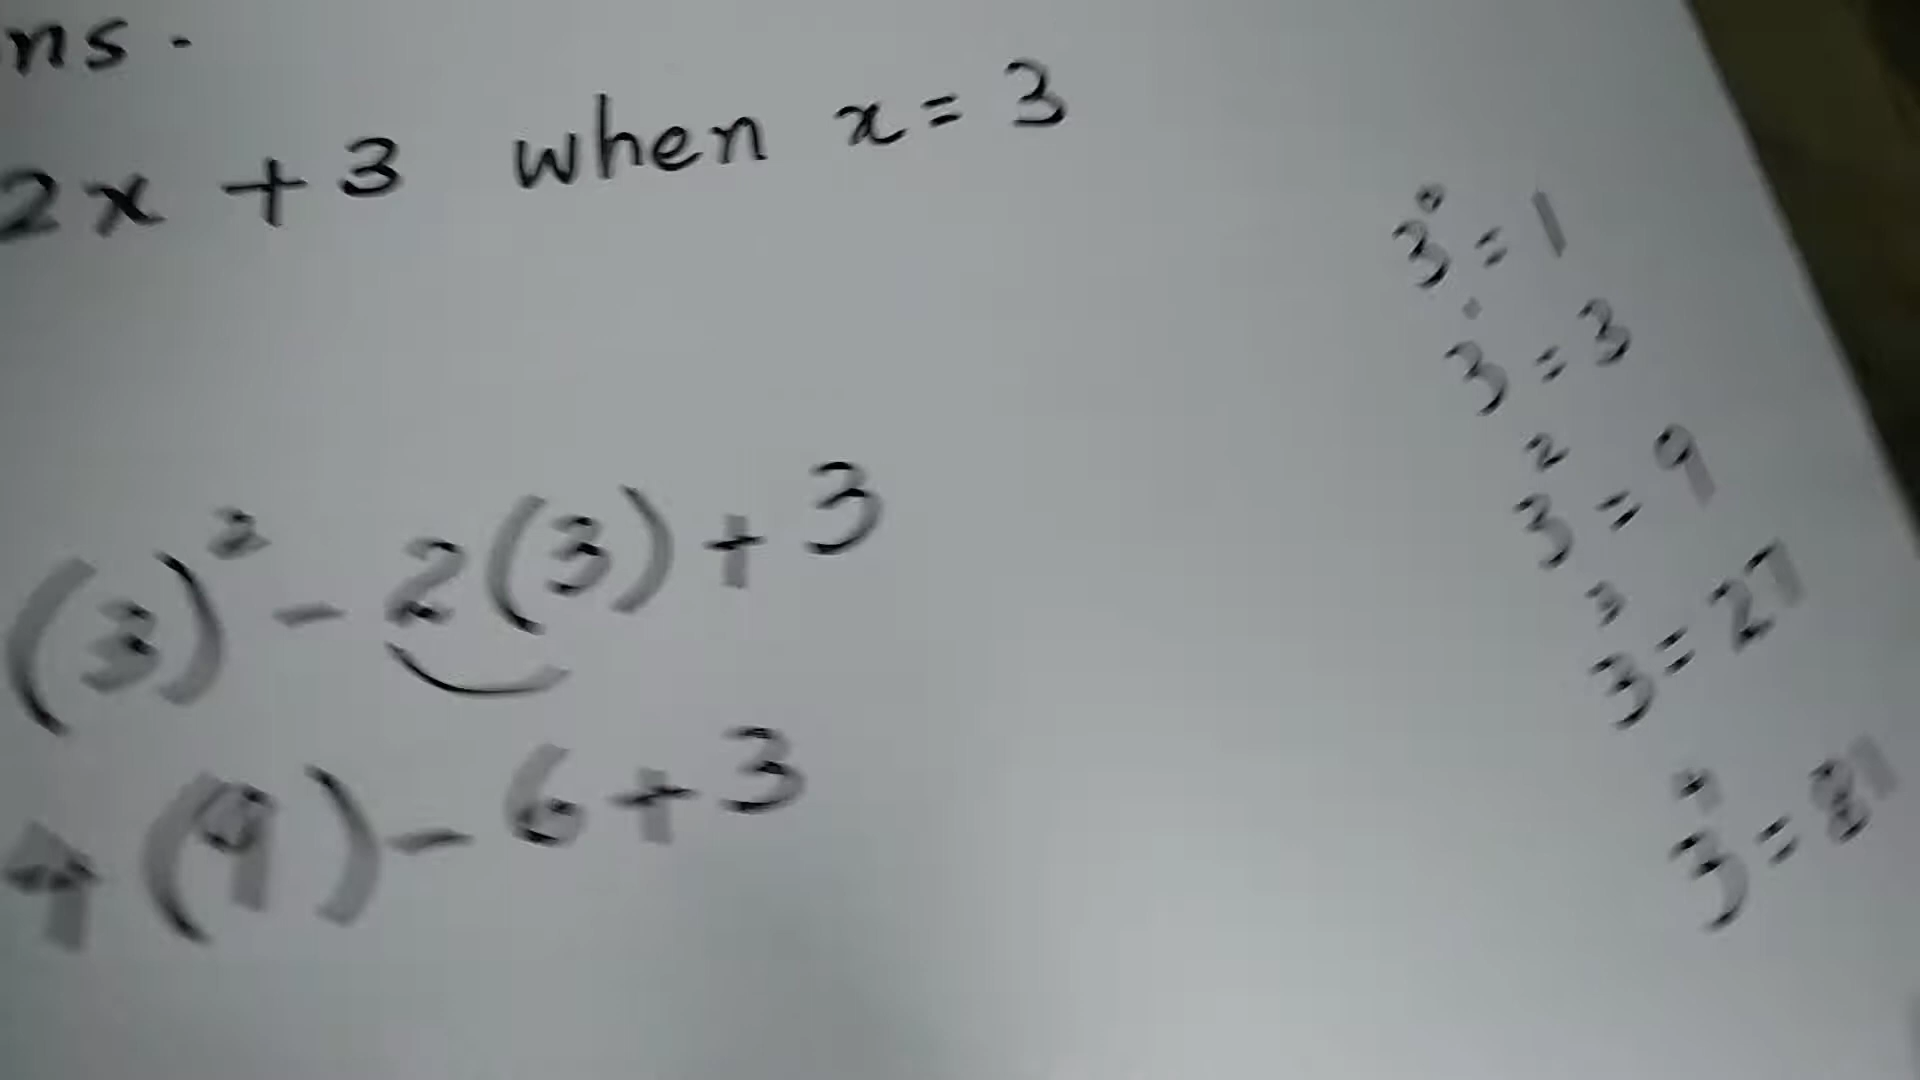 ns.
2x + 3 when x = 3
(3)² - 2(3) + 3
4(9) - 6 + 3
3⁰ = 1
3¹ = 3
3² = 9
3³ = 27
3⁴ = 81